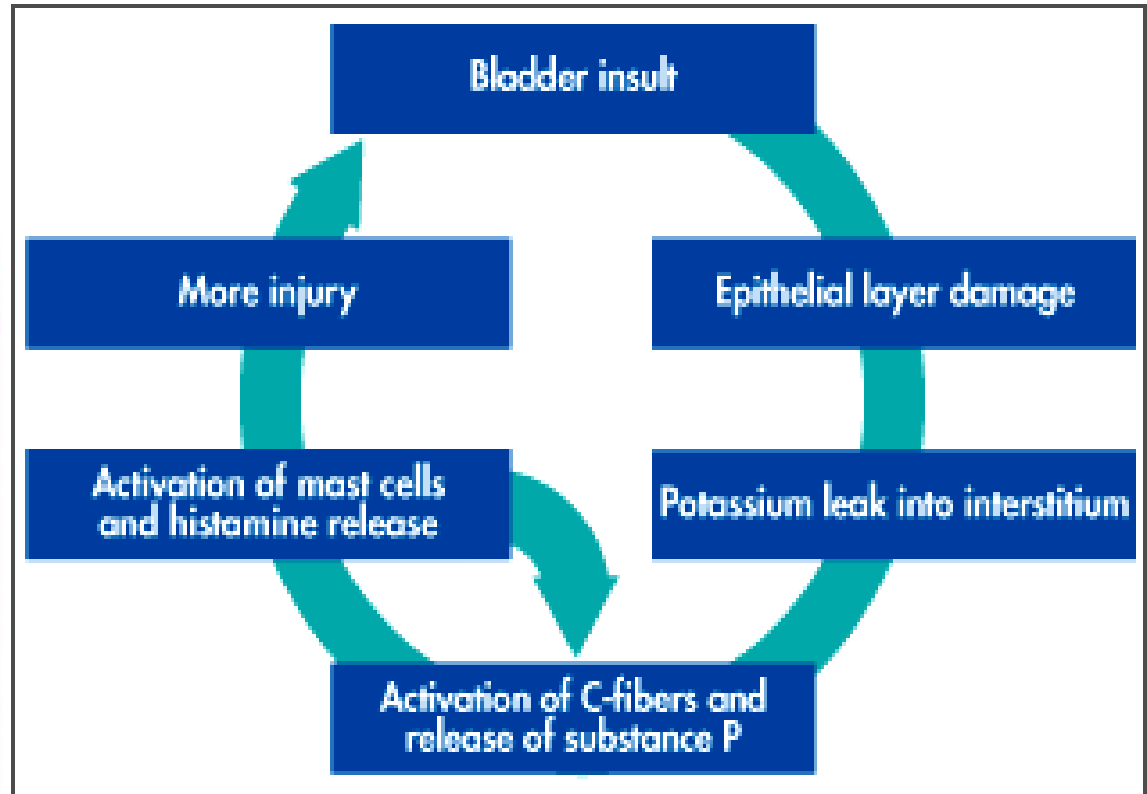 Bladder insult
More injury
Epithelial layer damage
Activation of mast cells
and histamine release
Potassium leak into interstitium
Activation of C-fibers and
release of substance P